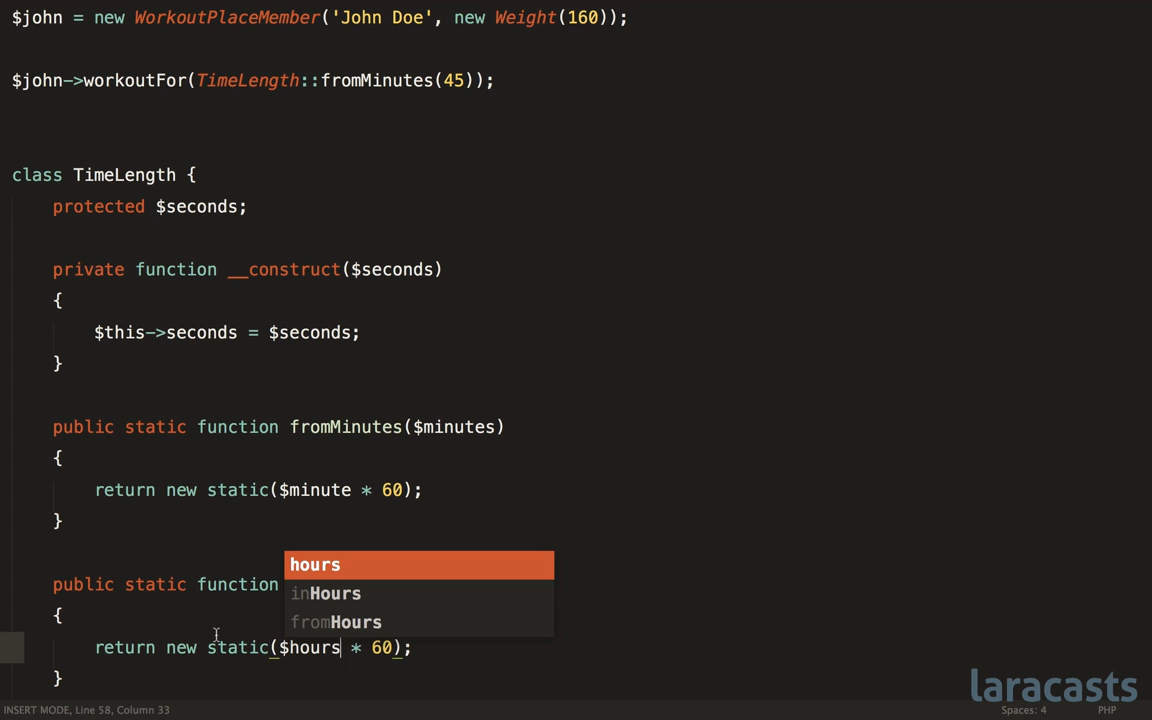 $john = new WorkoutPlaceMember('John Doe', new Weight(160));
$john->workoutFor(TimeLength::fromMinutes(45));
class TimeLength {
protected $seconds;
private function __construct($seconds)
{
$this->seconds = $seconds;
}
public static function fromMinutes($minutes)
{
return new static($minute * 60);
}
hours
public static function
inHours
{
fromHours
return new static($hours * 60);
}
laracasts
INSERT MODE, Line 58, Column 33
Spaces: 4
PHP